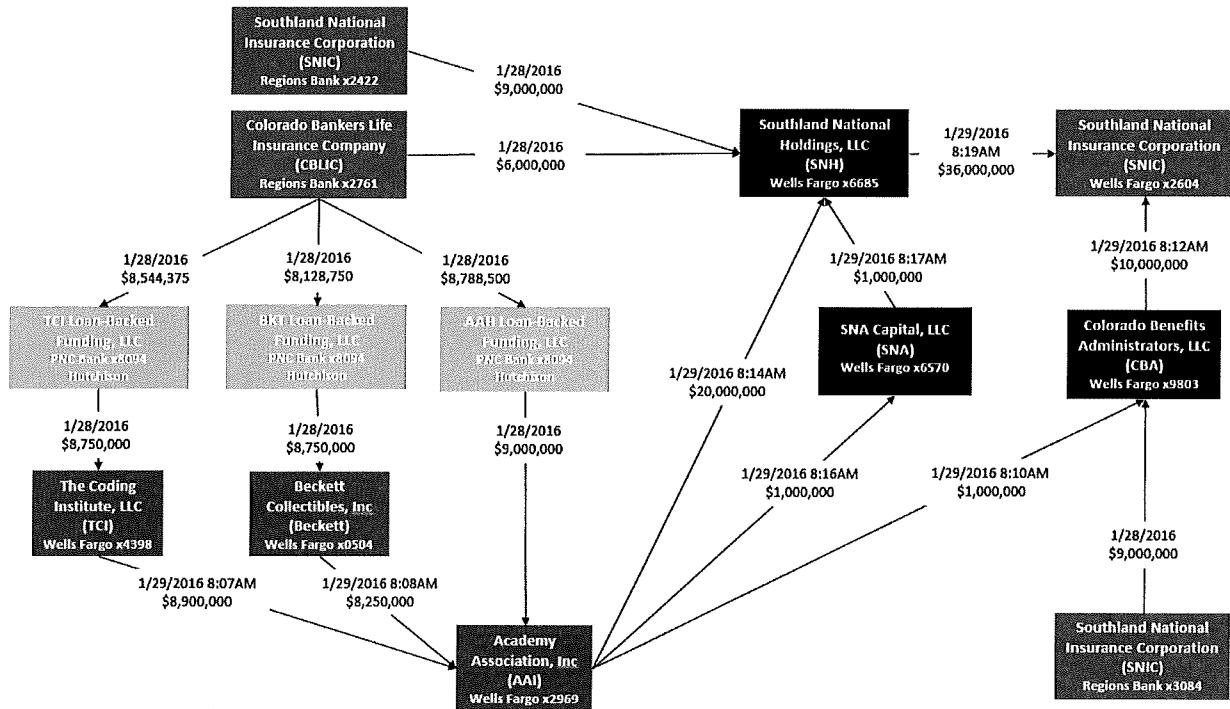 Southland National
Insurance Corporation
(SNIC)
Regions Bank x2422
1/28/2016
$9,000,000
Colorado Bankers Life
Insurance Company
(CBLIC)
Regions Bank x2761
1/28/2016
$6,000,000
Southland National
Holdings, LLC
(SNH)
Wells Fargo x6685
1/29/2016
8:19AM
$36,000,000
Southland National
Insurance Corporation
(SNIC)
Wells Fargo x2604
1/28/2016
$8,544,375
1/28/2016
$8,128,750
1/28/2016
$8,788,500
1/29/2016 8:17AM
$1,000,000
1/29/2016 8:12AM
$10,000,000
TCI Loan-Backed
Funding, LLC
PNC Bank x8094
Hutchison
BKT Loan-Backed
Funding, LLC
PNC Bank x8094
Hutchison
AAH Loan-Backed
Funding, LLC
PNC Bank x8094
Hutchison
SNA Capital, LLC
(SNA)
Wells Fargo x6570
Colorado Benefits
Administrators, LLC
(CBA)
Wells Fargo x9803
1/29/2016 8:14AM
$20,000,000
1/28/2016
$8,750,000
1/28/2016
$8,750,000
1/28/2016
$9,000,000
The Coding
Institute, LLC
(TCI)
Wells Fargo x4398
Beckett
Collectibles, Inc
(Beckett)
Wells Fargo x0504
1/29/2016 8:16AM
$1,000,000
1/29/2016 8:10AM
$1,000,000
1/28/2016
$9,000,000
1/29/2016 8:07AM
$8,900,000
1/29/2016 8:08AM
$8,250,000
Academy
Association, Inc
(AAI)
Wells Fargo x2969
Southland National
Insurance Corporation
(SNIC)
Regions Bank x3084